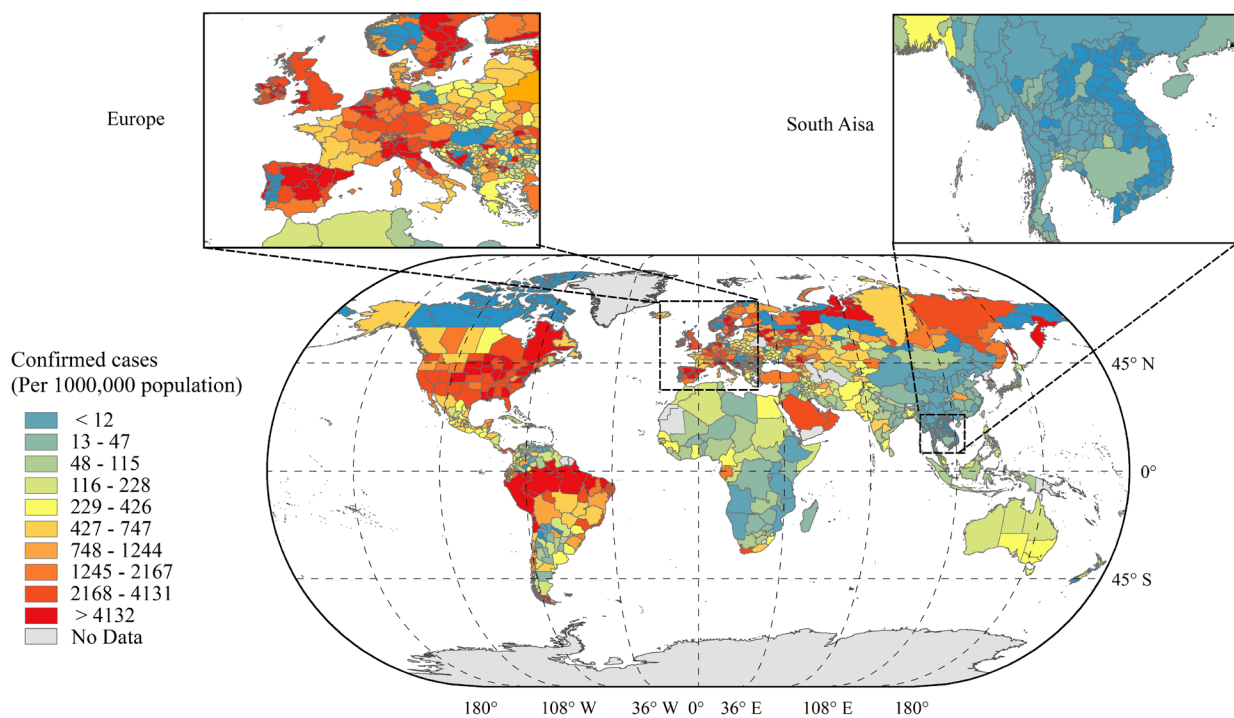 Europe
South Aisa
Confirmed cases
(Per 1000,000 population)
< 12
13 - 47
48 - 115
116 - 228
229 - 426
427 - 747
748 - 1244
1245 - 2167
2168 - 4131
> 4132
No Data
45° N
0°
45° S
180° 108° W 36° W 0° 36° E 108° E 180°